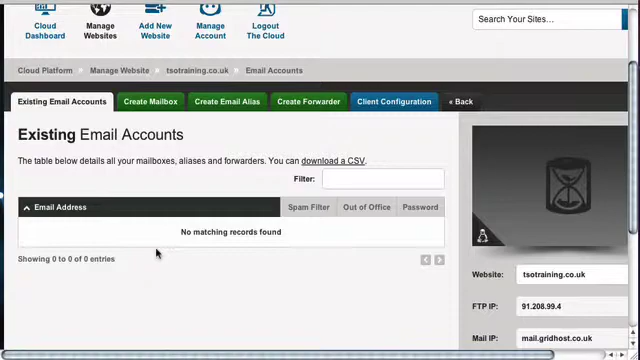 Cloud Dashboard
Manage Websites
Add New Website
Manage Account
Logout The Cloud
Search Your Sites...
Cloud Platform
Manage Website
tsotraining.co.uk
Email Accounts
Existing Email Accounts
Create Mailbox
Create Email Alias
Create Forwarder
Client Configuration
« Back
Existing Email Accounts
The table below details all your mailboxes, aliases and forwarders. You can download a CSV.
Filter:
Email Address
Spam Filter
Out of Office
Password
No matching records found
Showing 0 to 0 of 0 entries
Website:
tsotraining.co.uk
FTP IP:
91.208.99.4
Mail IP:
mail.gridhost.co.uk